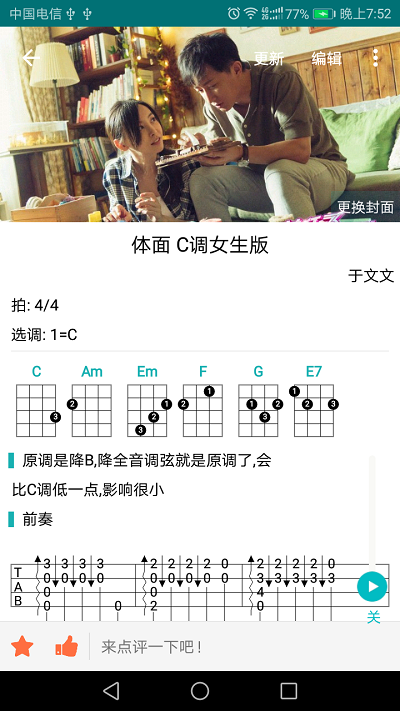 中国电信 77% 晚上7:52
更新 编辑
更换封面
体面 C调女生版
于文文
拍: 4/4
选调: 1=C
C Am Em F G E7
3 2 1 2 3 1 2 1 2 3 1 2 3
原调是降B,降全音调弦就是原调了,会
比C调低一点,影响很小
前奏
3 3 3 3 2 2 2 2 0 2 2 2 2 0
T 0 0 0 0 0 0 0 0 0 3 3 3 3 3
A 0 0 4
B 0 0 2 0
关
来点评一下吧!